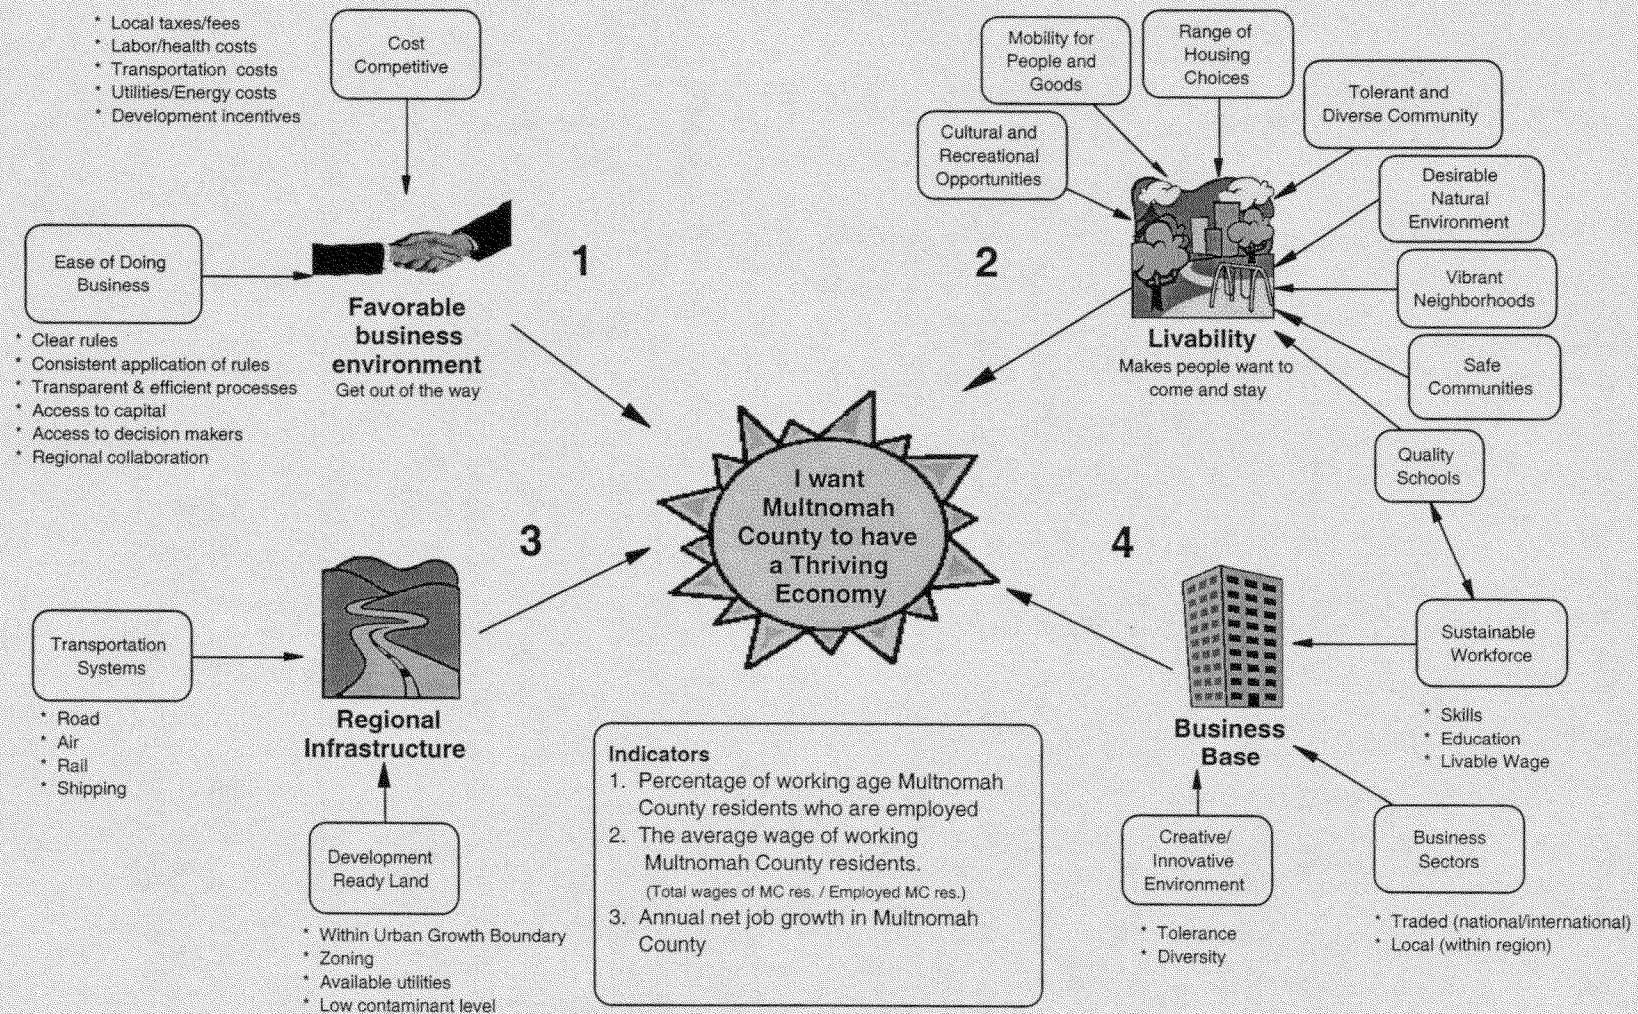 * Local taxes/fees
* Labor/health costs
* Transportation costs
* Utilities/Energy costs
* Development incentives
Cost
Competitive
Ease of Doing
Business
* Clear rules
* Consistent application of rules
* Transparent & efficient processes
* Access to capital
* Access to decision makers
* Regional collaboration
1
Favorable
business
environment
Get out of the way
Mobility for
People and
Goods
Range of
Housing
Choices
Tolerant and
Diverse Community
Cultural and
Recreational
Opportunities
Desirable
Natural
Environment
2
Vibrant
Neighborhoods
Livability
Makes people want to
come and stay
Safe
Communities
Quality
Schools
I want
Multnomah
County to have
a Thriving
Economy
3
Transportation
Systems
* Road
* Air
* Rail
* Shipping
Regional
Infrastructure
Development
Ready Land
* Within Urban Growth Boundary
* Zoning
* Available utilities
* Low contaminant level
Indicators
1. Percentage of working age Multnomah
County residents who are employed
2. The average wage of working
Multnomah County residents.
(Total wages of MC res. / Employed MC res.)
3. Annual net job growth in Multnomah
County
4
Sustainable
Workforce
* Skills
* Education
* Livable Wage
Business
Base
Creative/
Innovative
Environment
* Tolerance
* Diversity
Business
Sectors
* Traded (national/international)
* Local (within region)